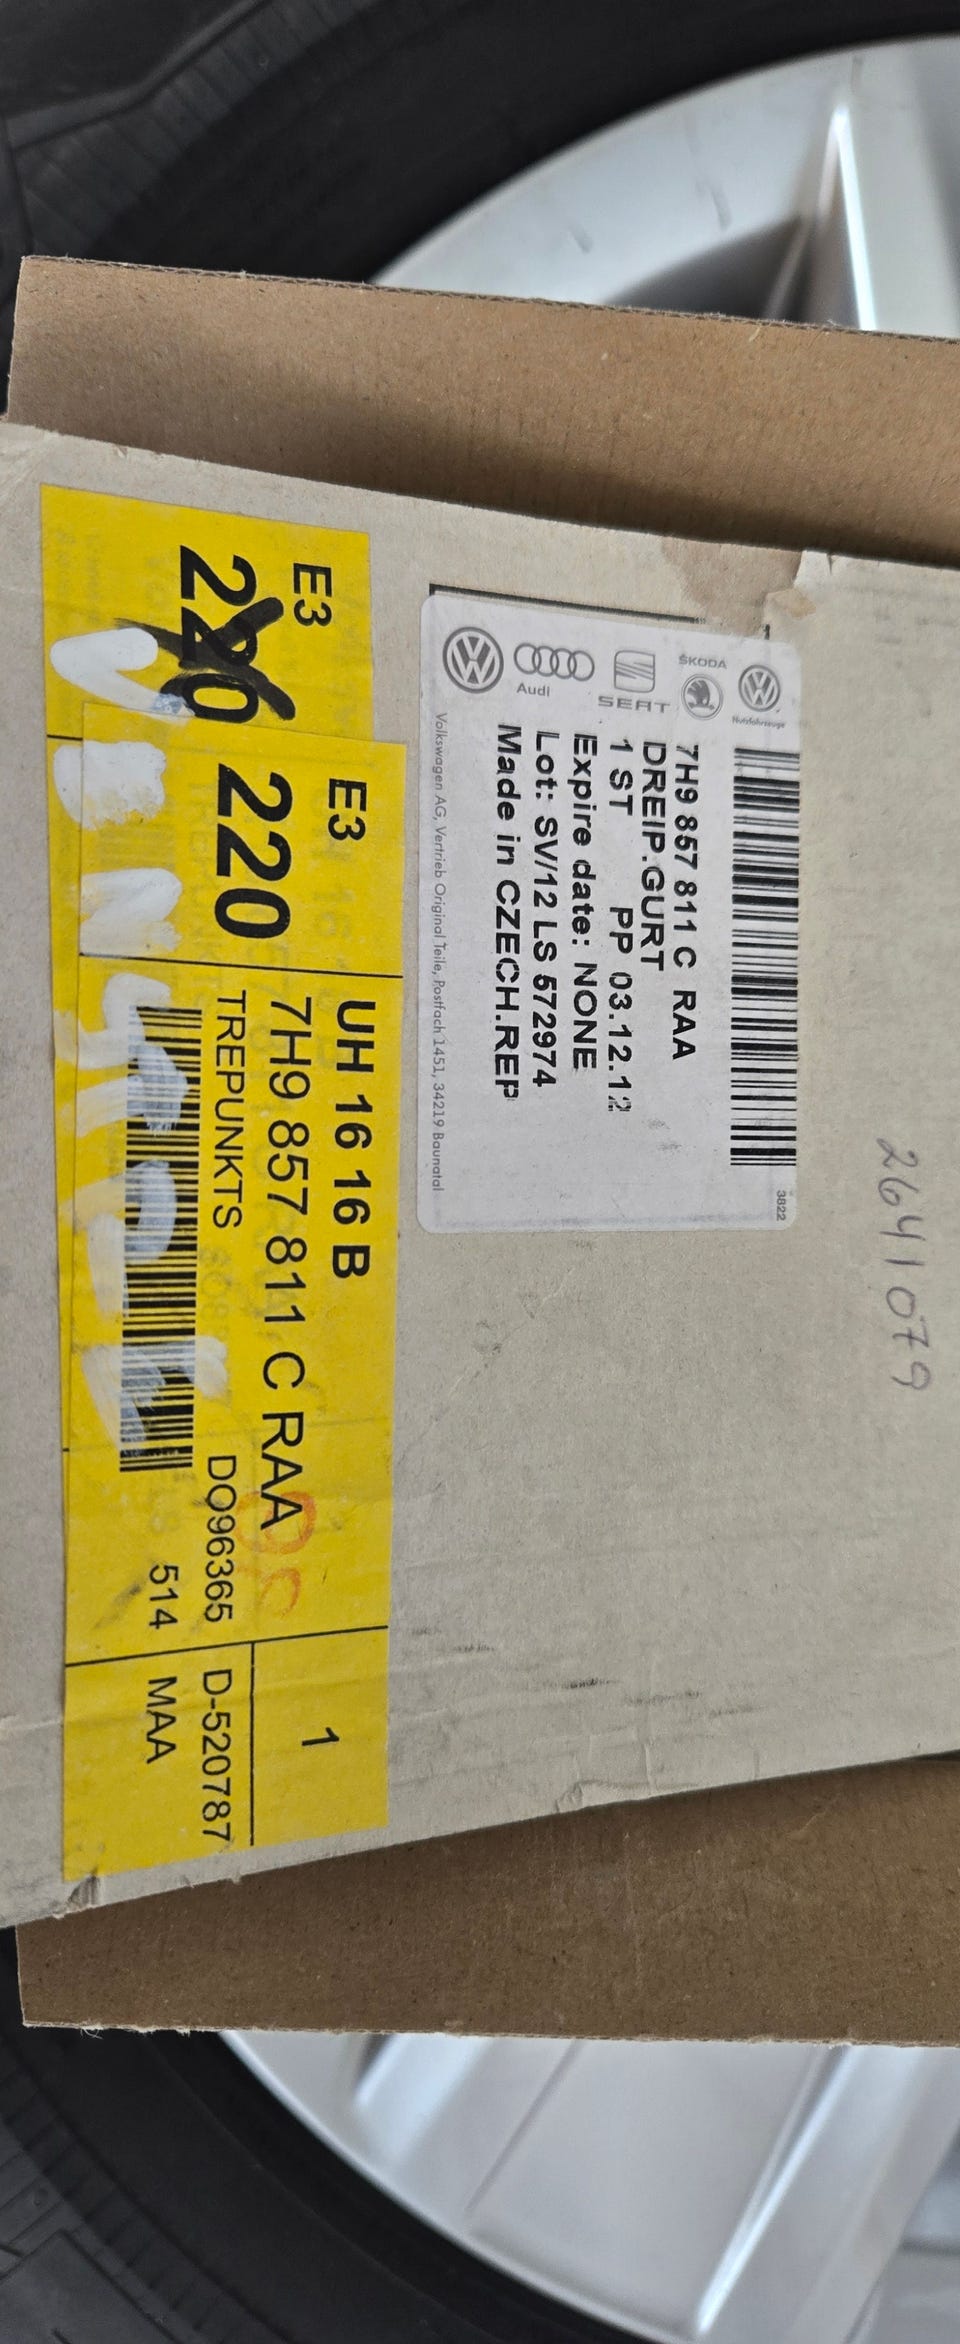 3822
Nutzfahrzeuge
ŠKODA
SEAT
Audi
7H9 857 811 C RAA
DREIP.GURT
1 ST PP 03.12.12
Expire date: NONE
Lot: SV/12 LS 572974
Made in CZECH.REP
Volkswagen AG, Vertrieb Original Teile, Postfach 1451, 34219 Baunatal
2641079
E3
220
E3
220
UH 16 16 B
7H9 857 811 C RAA
TREPUNKTS
DO96365
514
1
D-520787
MAA